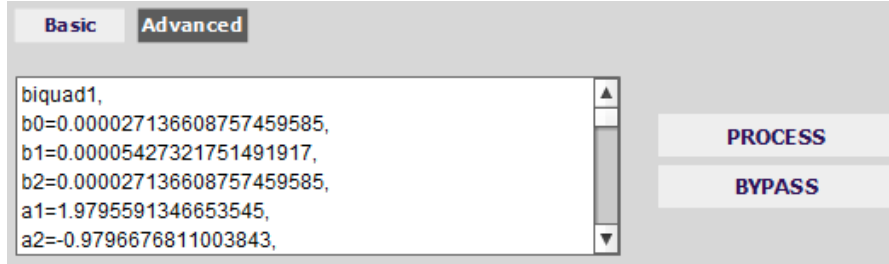 Basic Advanced
biquad1,
b0=0.000027136608757459585,
b1=0.00005427321751491917,
b2=0.000027136608757459585,
a1=1.9795591346653545,
a2=-0.9796676811003843,
PROCESS
BYPASS